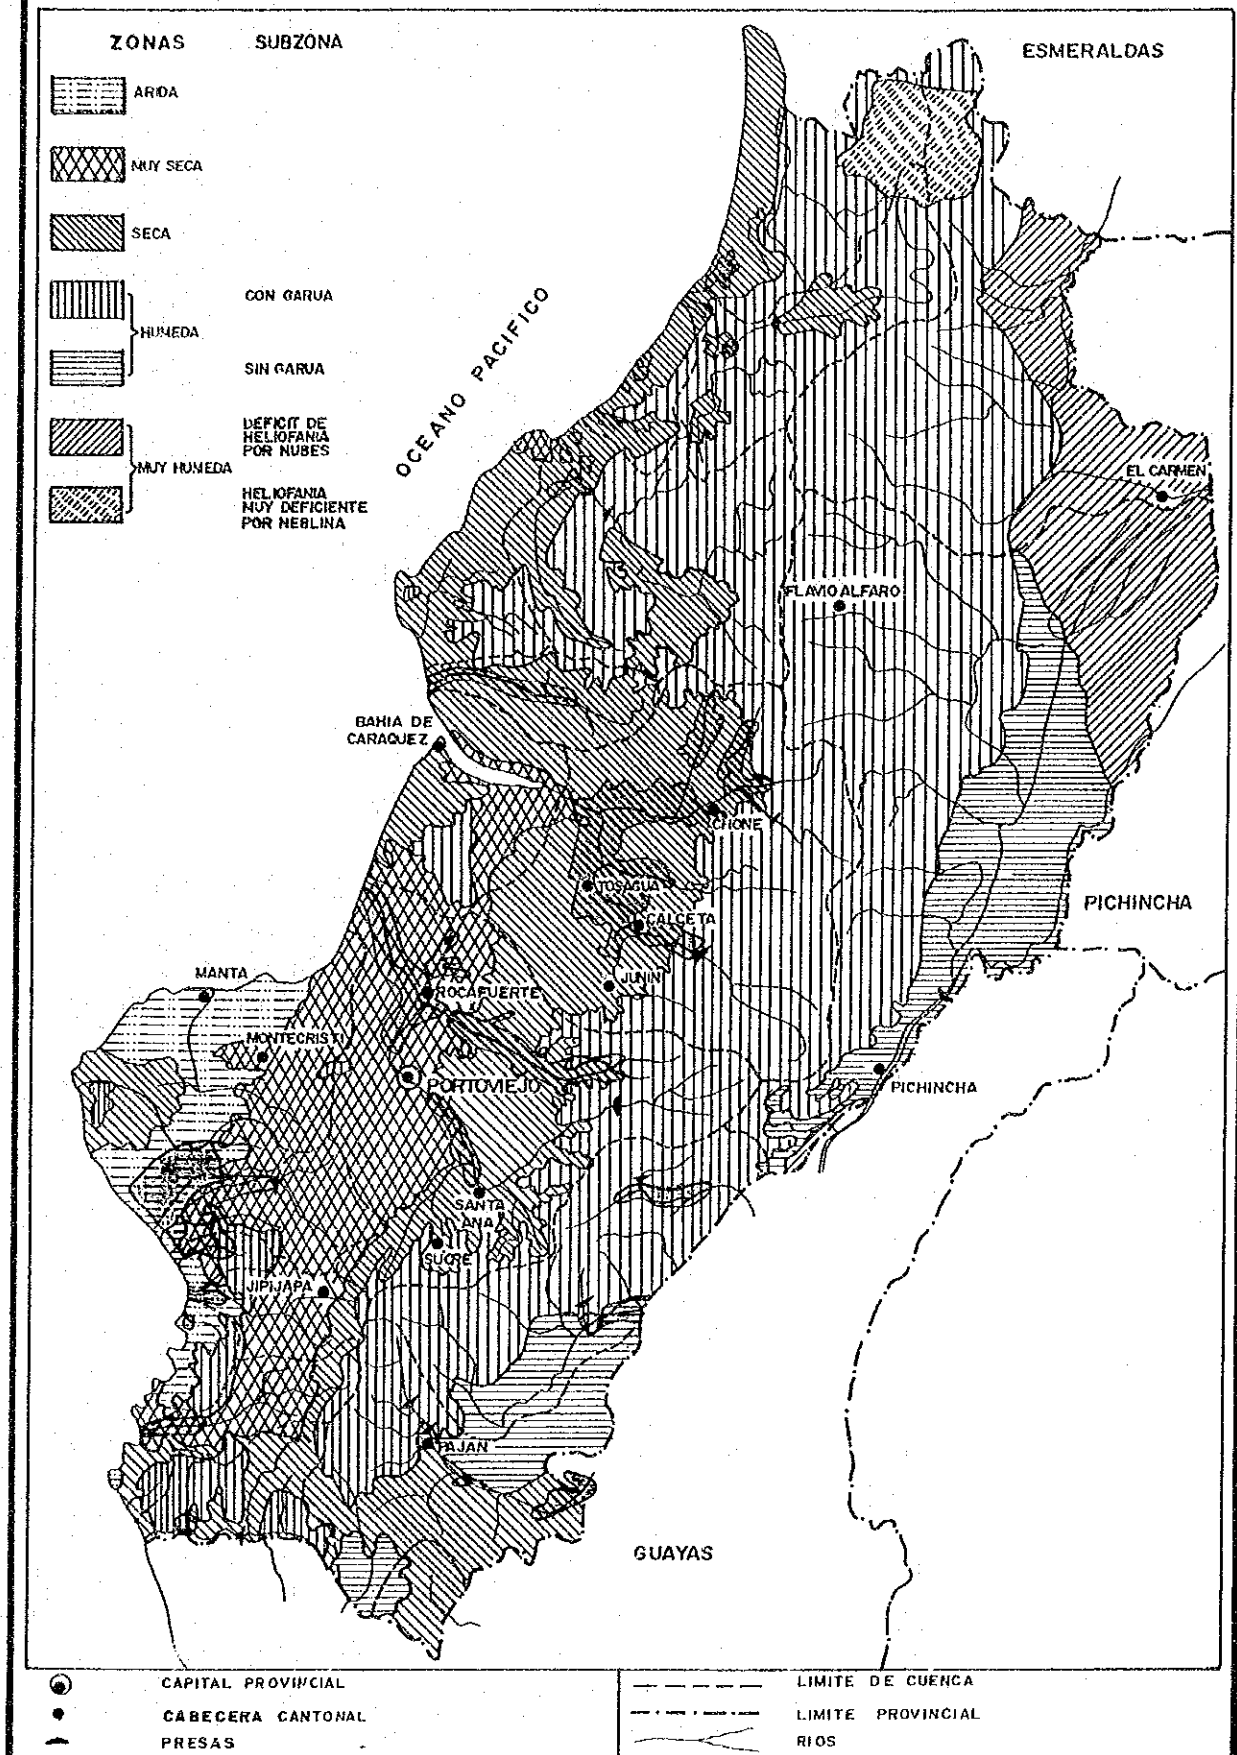 ZONAS SUBZONA
ARIDA
MUY SECA
SECA
CON GARUA
HUMEDA
SIN GARUA
DEFICIT DE
HELIOFANIA
POR NUBES
MUY HUMEDA
HELIOFANIA
MUY DEFICIENTE
POR NEBLINA
ESMERALDAS
OCEANO PACIFICO
EL CARMEN
FLAVIO ALFARO
BAHIA DE
CARAQUEZ
CHONE
TOSAGUA
CALCETA
PICHINCHA
MANTA
JUNIN
ROCAFUERTE
MONTECRISTI
PORTOVIEJO
PICHINCHA
SANTA
ANA
SUCRE
JIPIJAPA
PAJAN
GUAYAS
CAPITAL PROVINCIAL
CABECERA CANTONAL
PRESAS
LIMITE DE CUENCA
LIMITE PROVINCIAL
RIOS